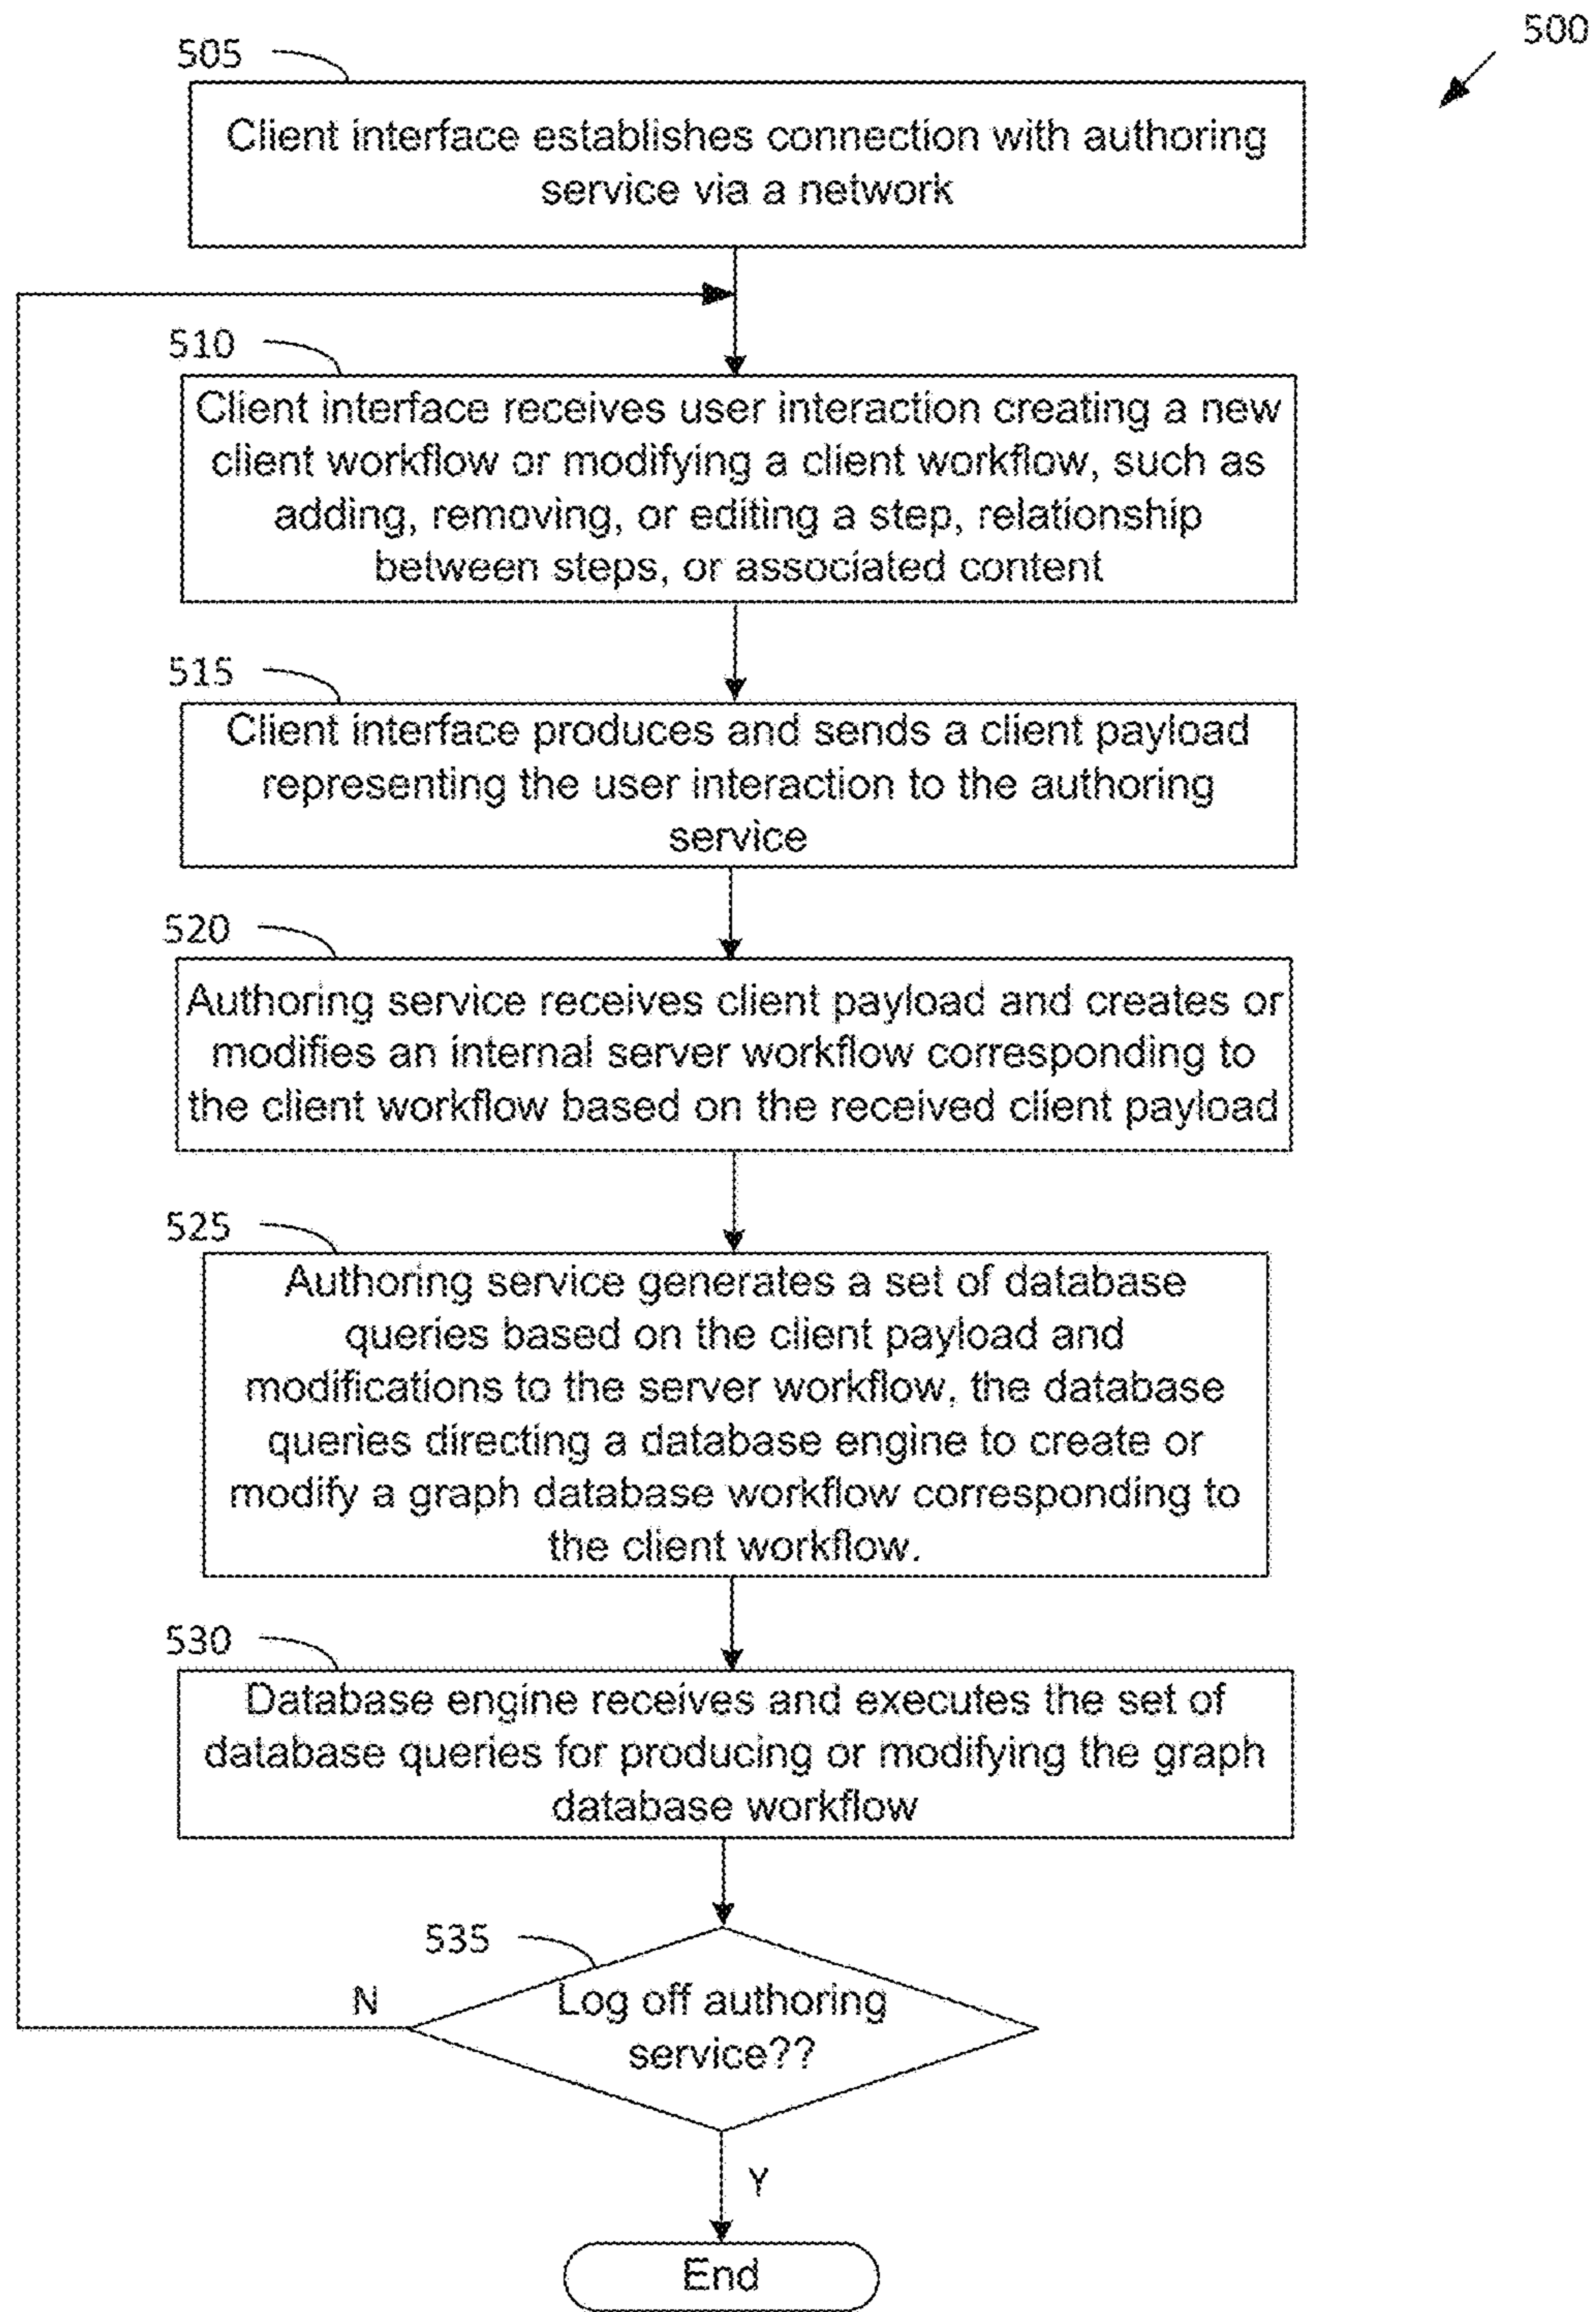 500
505
Client interface establishes connection with authoring
service via a network
510
Client interface receives user interaction creating a new
client workflow or modifying a client workflow, such as
adding, removing, or editing a step, relationship
between steps, or associated content
515
Client interface produces and sends a client payload
representing the user interaction to the authoring
service
520
Authoring service receives client payload and creates or
modifies an internal server workflow corresponding to
the client workflow based on the received client payload
525
Authoring service generates a set of database
queries based on the client payload and
modifications to the server workflow, the database
queries directing a database engine to create or
modify a graph database workflow corresponding to
the client workflow.
530
Database engine receives and executes the set of
database queries for producing or modifying the graph
database workflow
535
N
Log off authoring
service??
Y
End